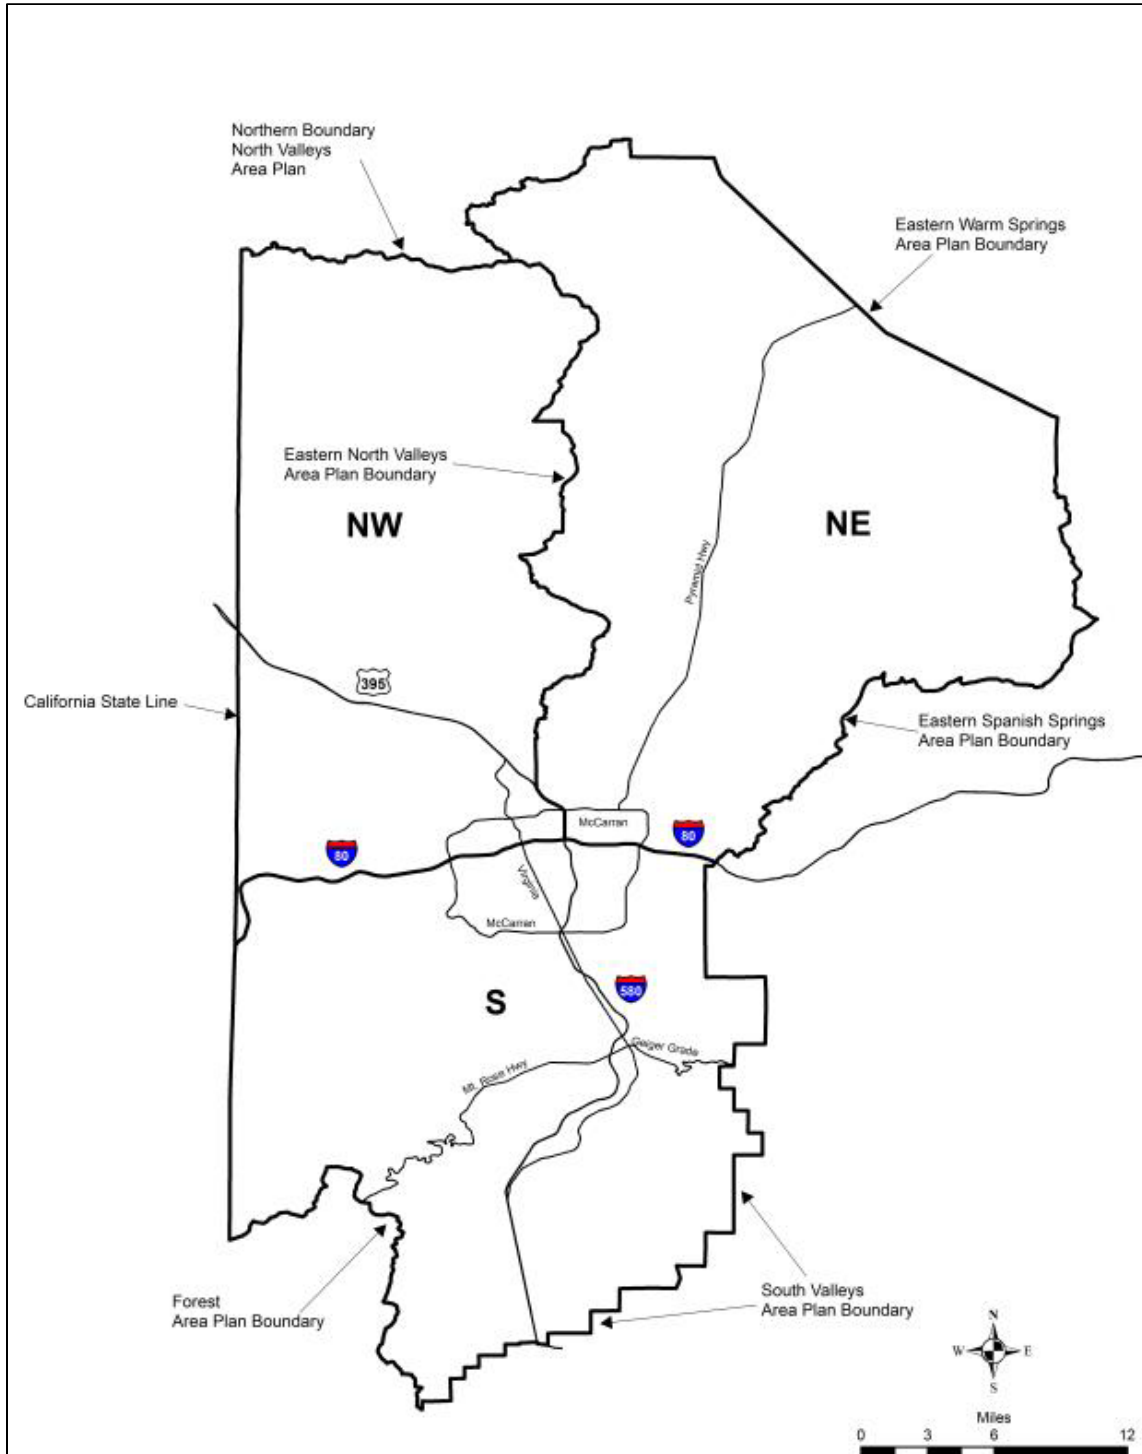 Northern Boundary
North Valleys
Area Plan
Eastern Warm Springs
Area Plan Boundary
Eastern North Valleys
Area Plan Boundary
NW
NE
Pyramid Hwy
395
California State Line
Eastern Spanish Springs
Area Plan Boundary
McCarran
80
80
Virginia
McCarran
580
S
Geiger Grade
Mt. Rose Hwy
Forest
Area Plan Boundary
South Valleys
Area Plan Boundary
N
W E
S
Miles
0 3 6 12